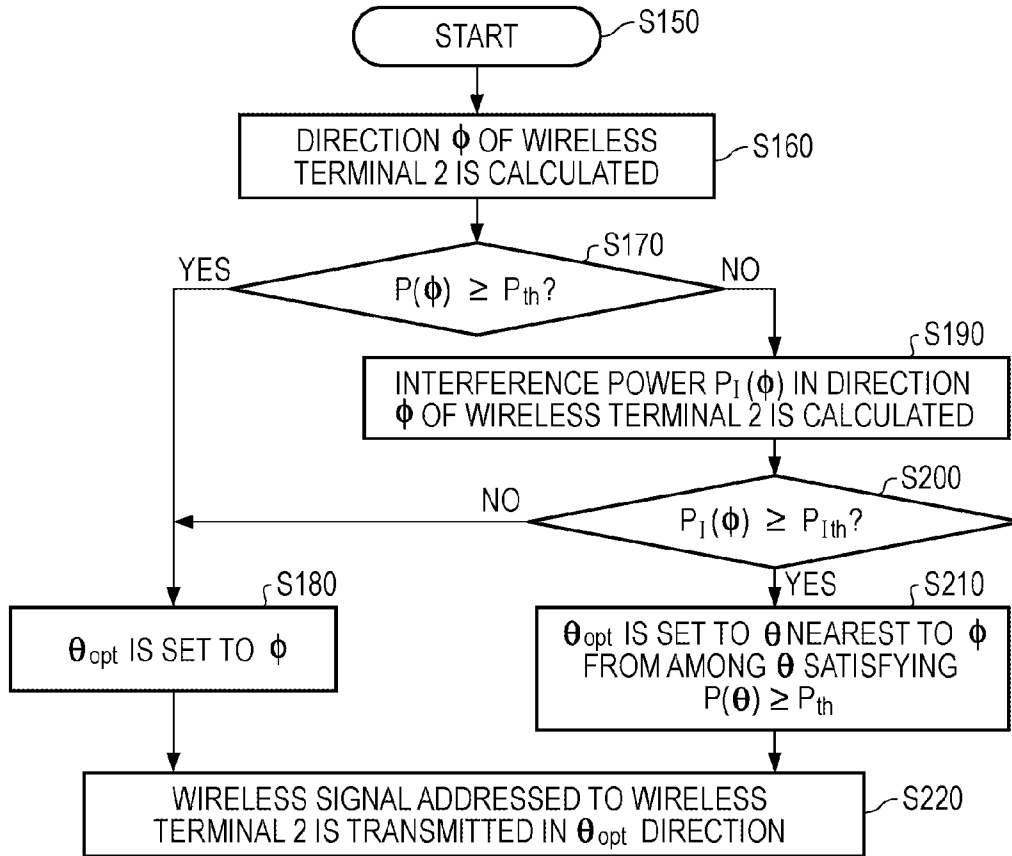 START
S150
DIRECTION ϕ OF WIRELESS
TERMINAL 2 IS CALCULATED
S160
S170
YES
P(ϕ) ≥ Pth?
NO
S190
INTERFERENCE POWER PI(ϕ) IN DIRECTION
ϕ OF WIRELESS TERMINAL 2 IS CALCULATED
S200
NO
PI(ϕ) ≥ PIth?
YES
S180
θopt IS SET TO ϕ
S210
θopt IS SET TO θ NEAREST TO ϕ
FROM AMONG θ SATISFYING
P(θ) ≥ Pth
WIRELESS SIGNAL ADDRESSED TO WIRELESS
TERMINAL 2 IS TRANSMITTED IN θopt DIRECTION
S220